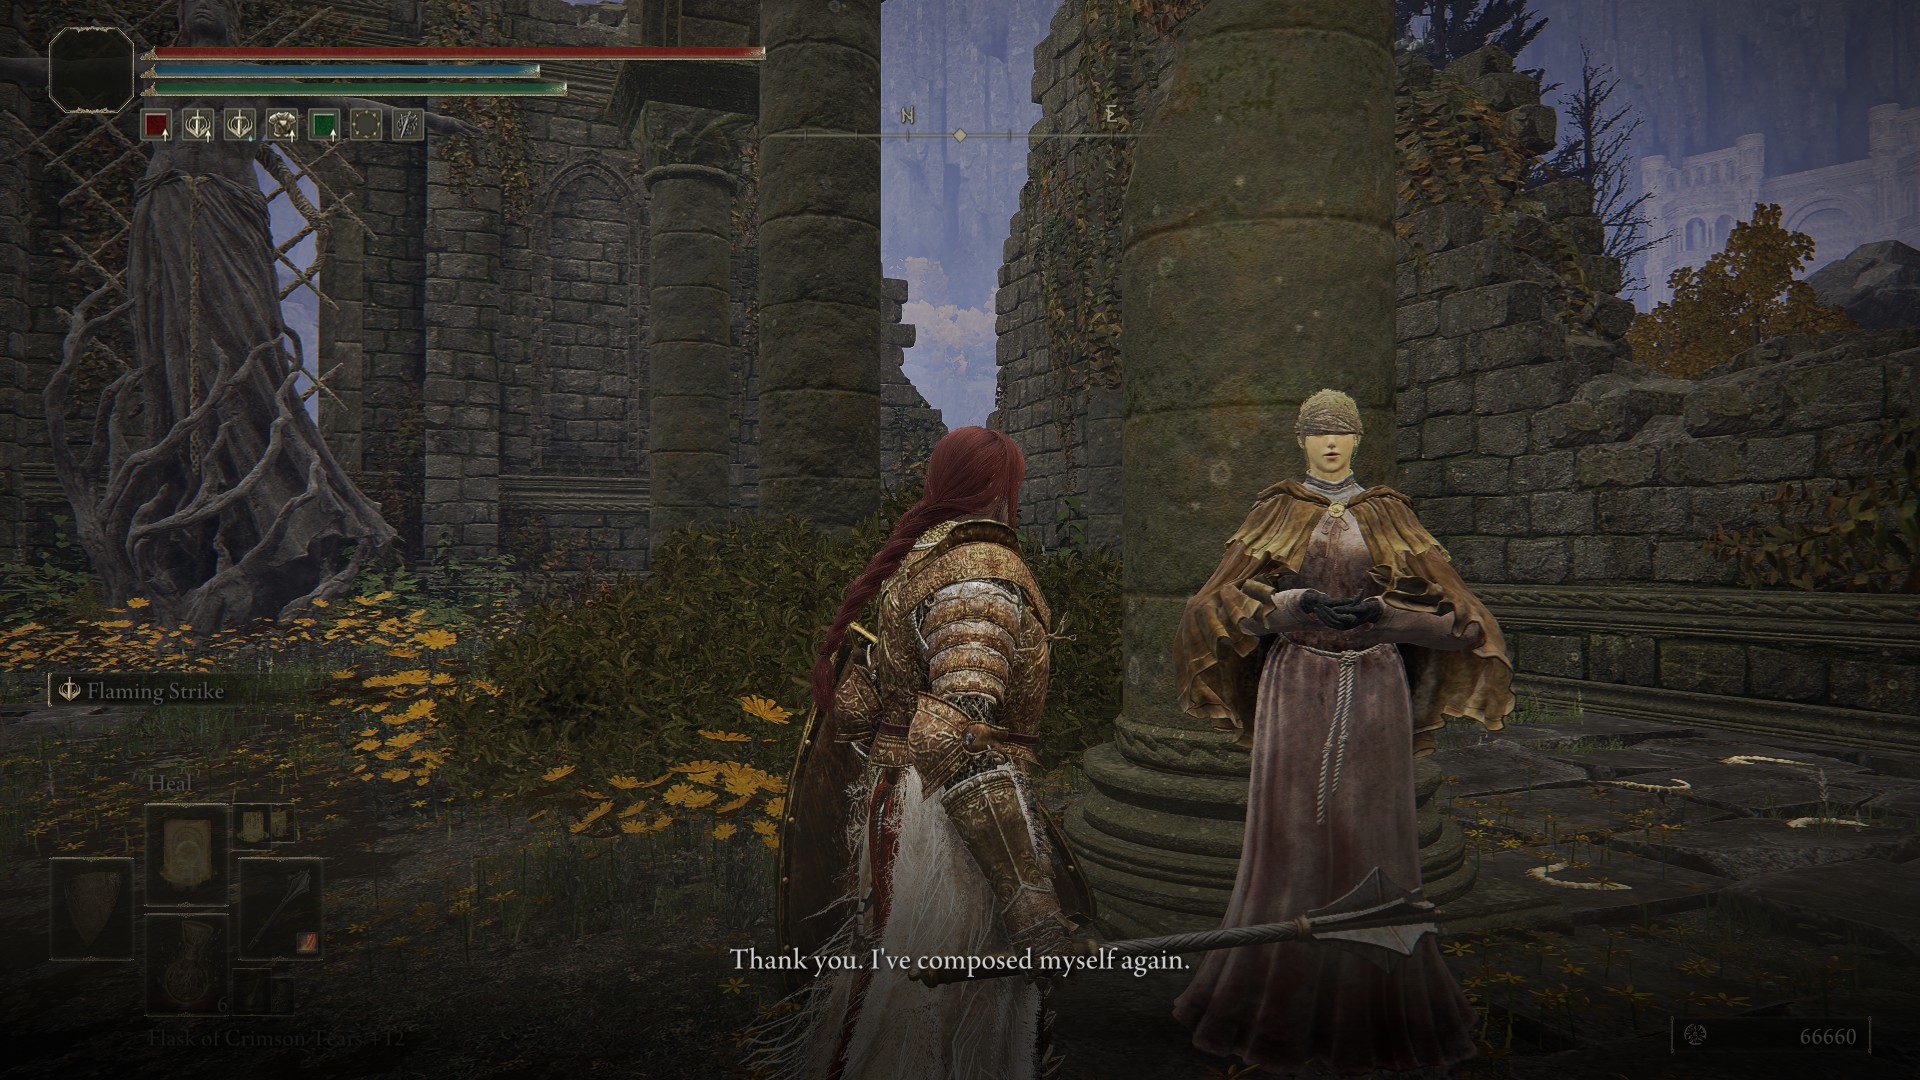 N
E
Flaming Strike
Heal
6
Flask of Crimson Tears +12
Thank you. I've composed myself again.
66660